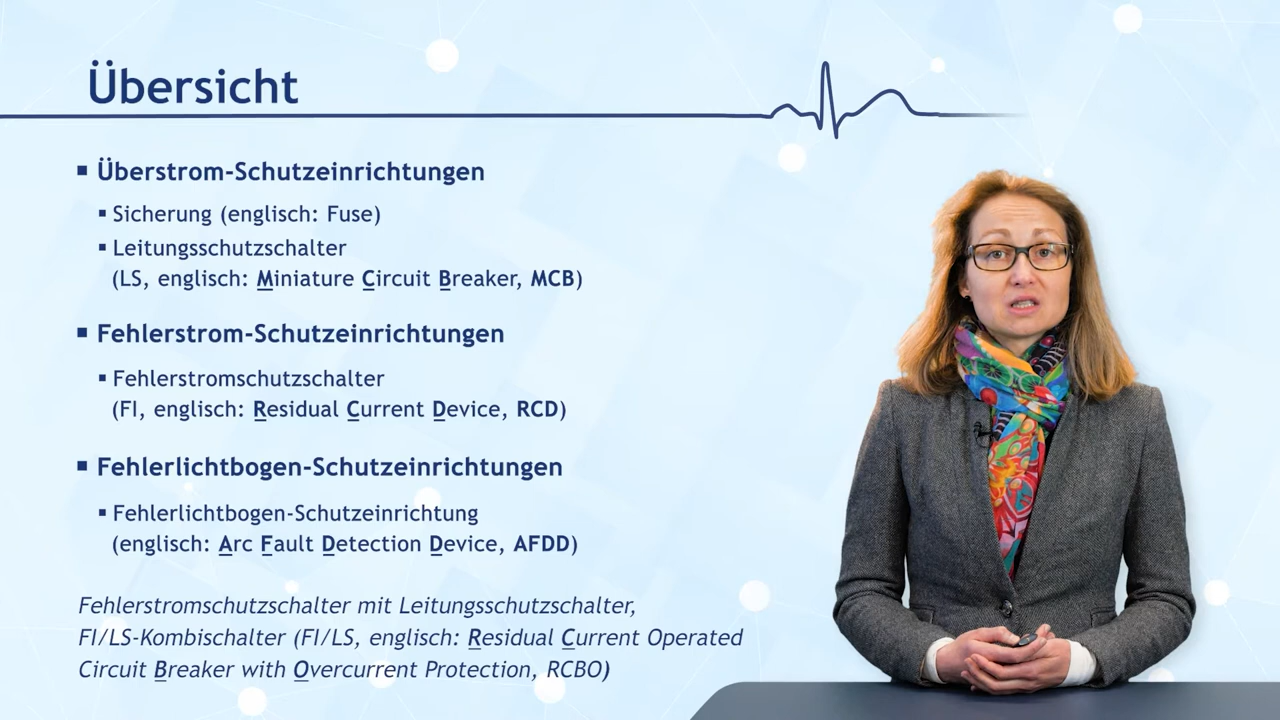 Übersicht
Überstrom-Schutzeinrichtungen
Sicherung (englisch: Fuse)
Leitungsschutzschalter
(LS, englisch: Miniature Circuit Breaker, MCB)
Fehlerstrom-Schutzeinrichtungen
Fehlerstromschutzschalter
(FI, englisch: Residual Current Device, RCD)
Fehlerlichtbogen-Schutzeinrichtungen
Fehlerlichtbogen-Schutzeinrichtung
(englisch: Arc Fault Detection Device, AFDD)
Fehlerstromschutzschalter mit Leitungsschutzschalter,
FI/LS-Kombischalter (FI/LS, englisch: Residual Current Operated
Circuit Breaker with Overcurrent Protection, RCBO)